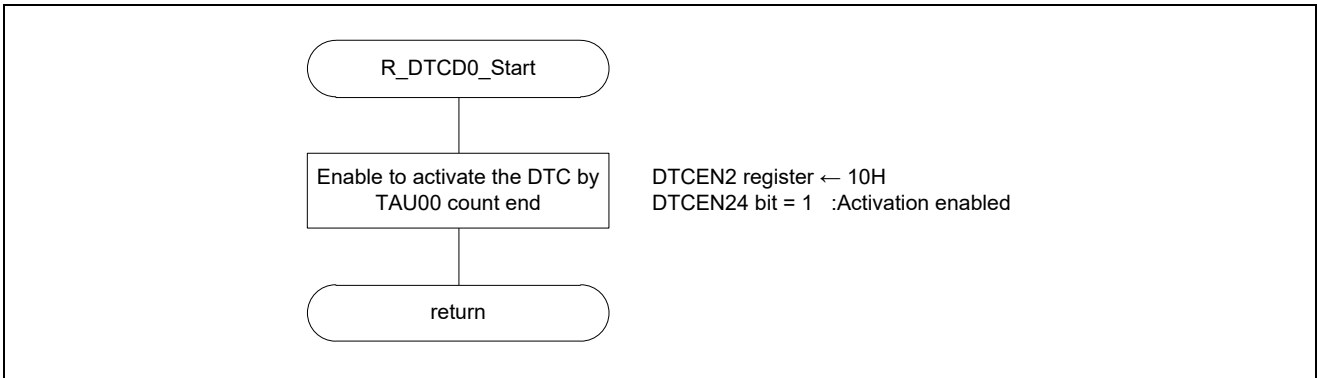 R_DTCD0_Start
Enable to activate the DTC by
TAU00 count end
DTCEN2 register ← 10H
DTCEN24 bit = 1   :Activation enabled
return